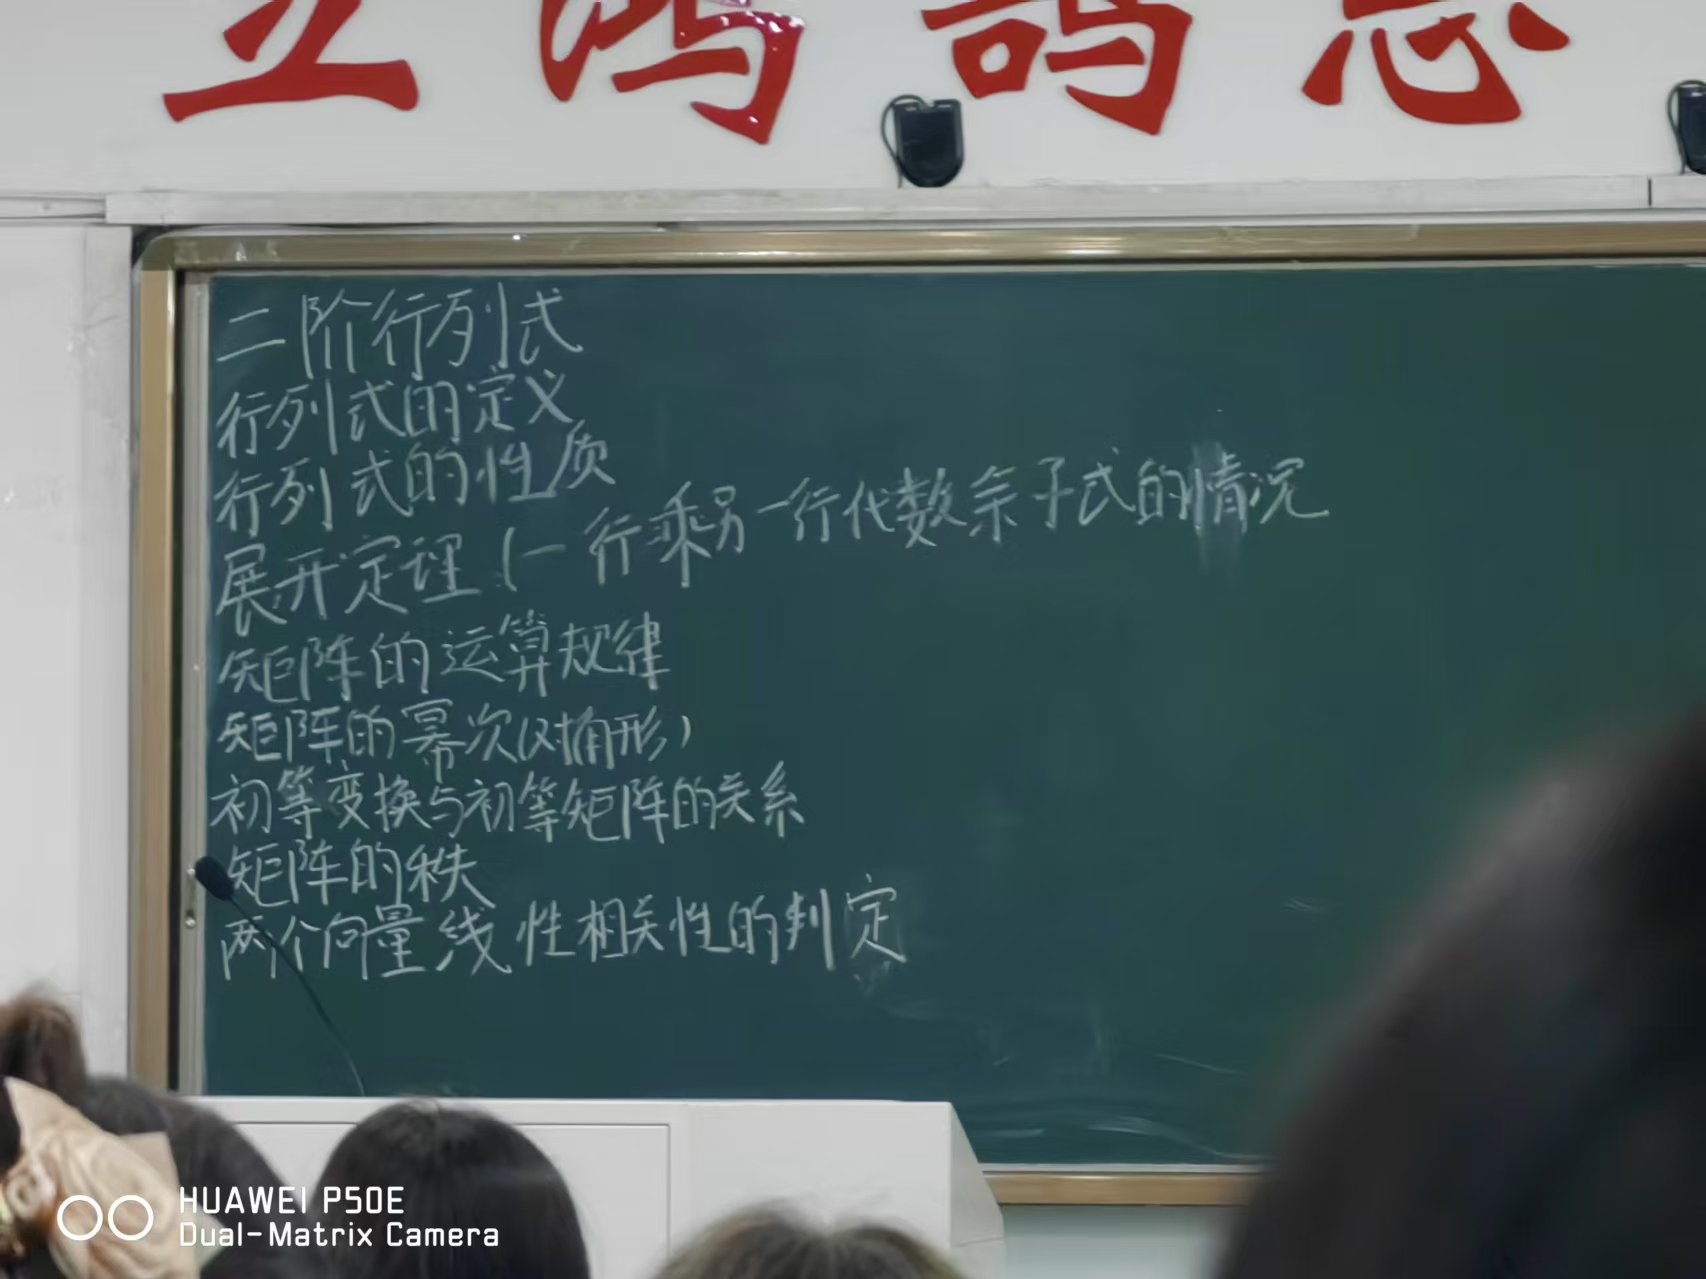 立鸿鹄志
二阶行列式
行列式的定义
行列式的性质
展开定理(一行乘另一行代数余子式的情况
矩阵的运算规律
矩阵的幂次(对角形)
初等变换与初等矩阵的关系
矩阵的秩
两个向量线性相关性的判定
HUAWEI P50E
Dual-Matrix Camera